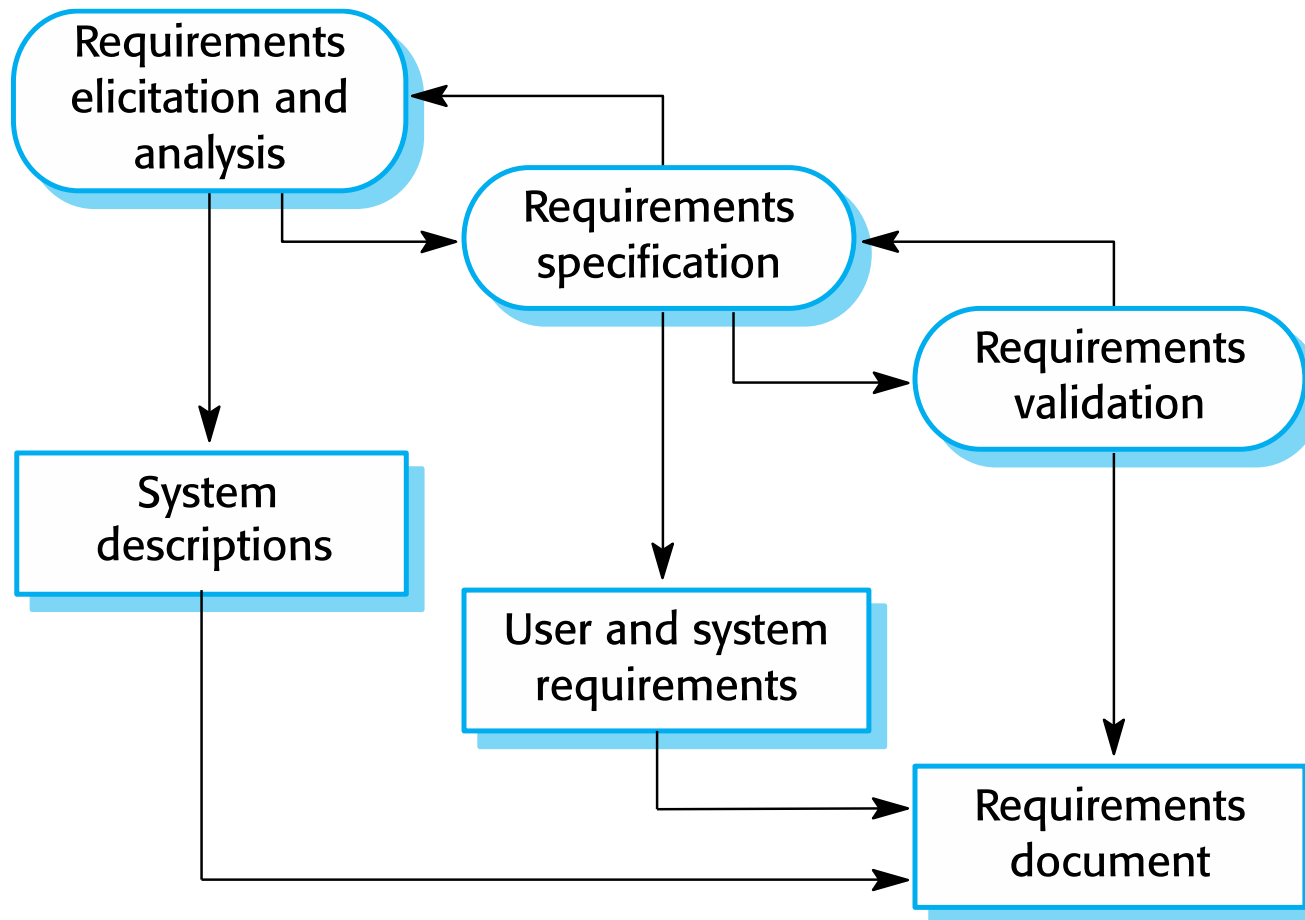 Requirements
elicitation and
analysis
Requirements
specification
Requirements
validation
System
descriptions
User and system
requirements
Requirements
document